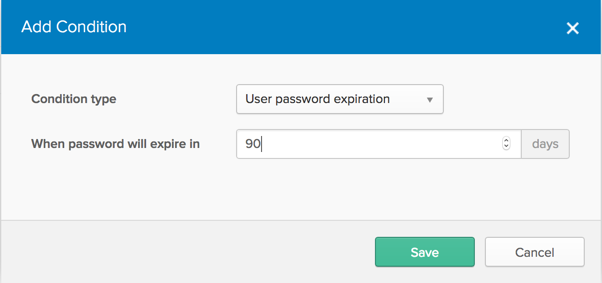 Add Condition
Condition type User password expiration
When password will expire in 90 days
Save Cancel